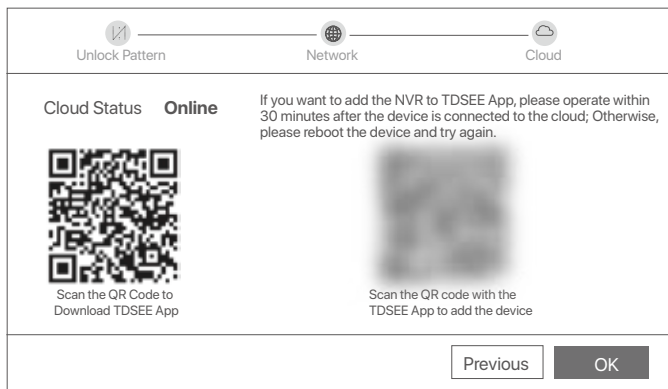 Unlock Pattern
Network
Cloud
Cloud Status Online
If you want to add the NVR to TDSEE App, please operate within
30 minutes after the device is connected to the cloud; Otherwise,
please reboot the device and try again.
Scan the QR Code to
Download TDSEE App
Scan the QR code with the
TDSEE App to add the device
Previous
OK